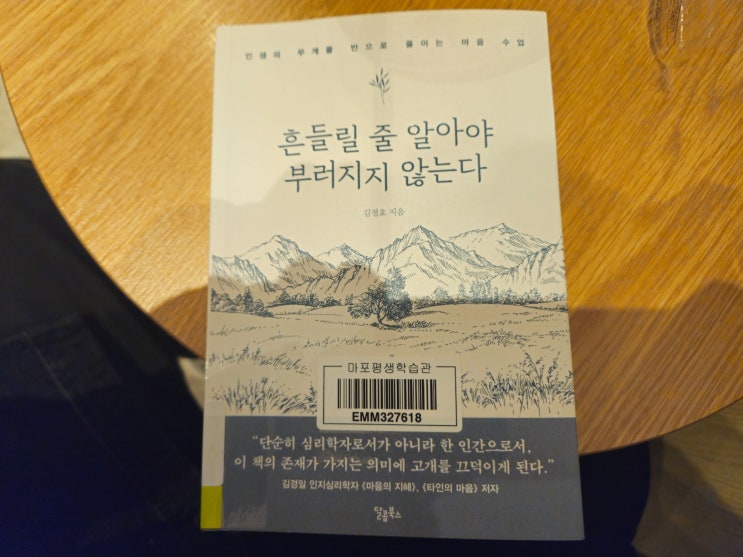 인생의 무게를 반으로 줄이는 마음 수업
흔들릴 줄 알아야
부러지지 않는다
김정호 지음
마포평생학습관
EMM327618
“단순히 심리학자로서가 아니라 한 인간으로서,
이 책의 존재가 가지는 의미에 고개를 끄덕이게 된다.”
김경일 인지심리학자 《마음의 지혜》, 《타인의 마음》 저자
달콤북스